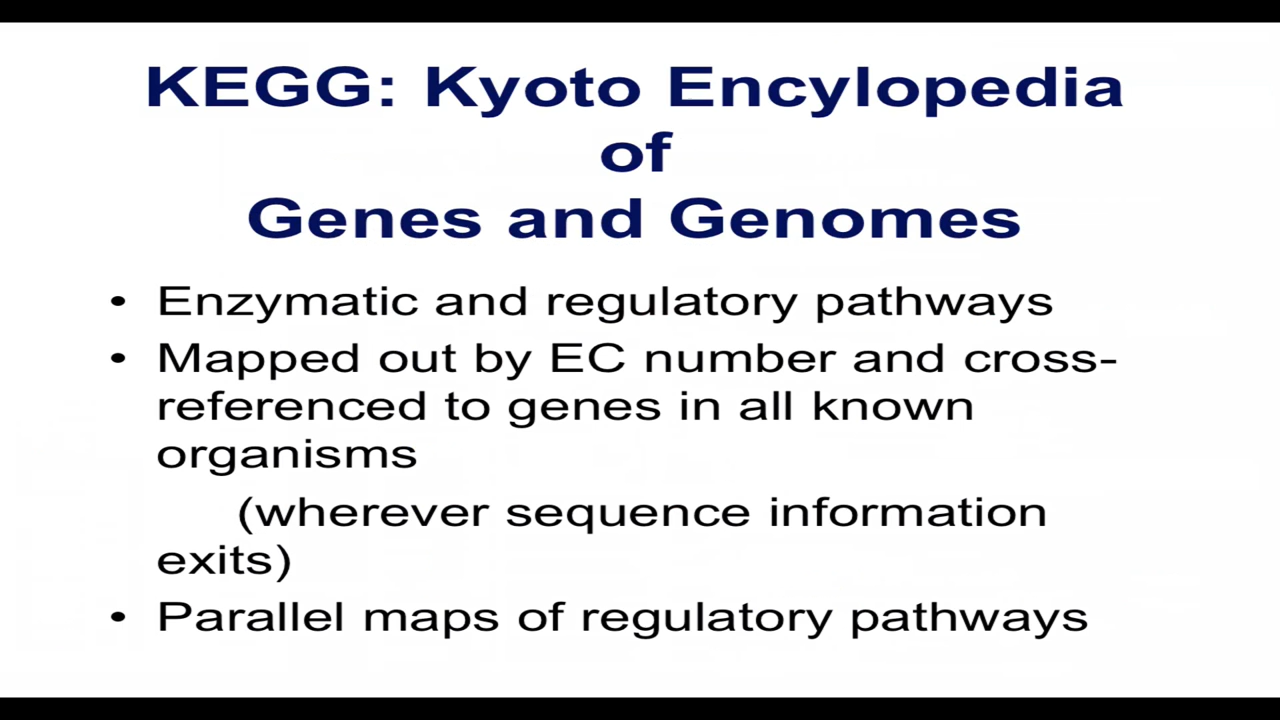 KEGG: Kyoto Encylopedia
of
Genes and Genomes
• Enzymatic and regulatory pathways
• Mapped out by EC number and cross-
referenced to genes in all known
organisms
(wherever sequence information
exits)
• Parallel maps of regulatory pathways